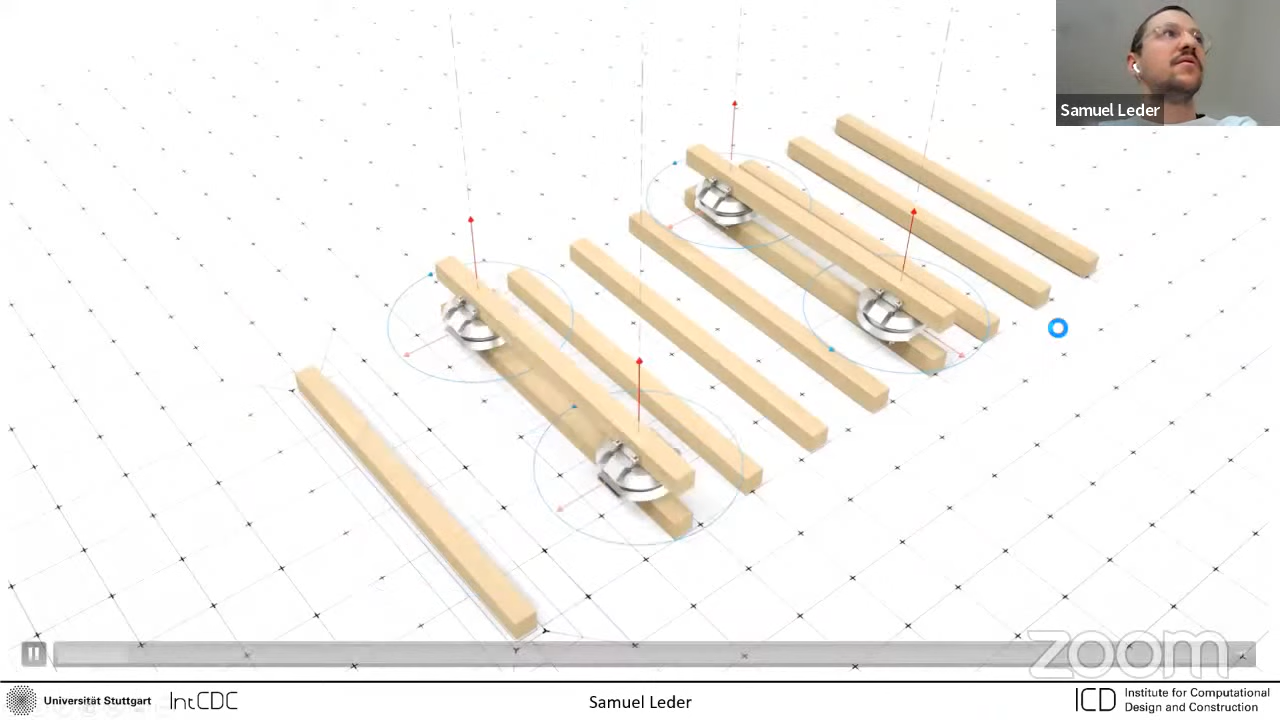 Samuel Leder
zoom
Universität Stuttgart
IntCDC
Samuel Leder
ICD
Institute for Computational
Design and Construction